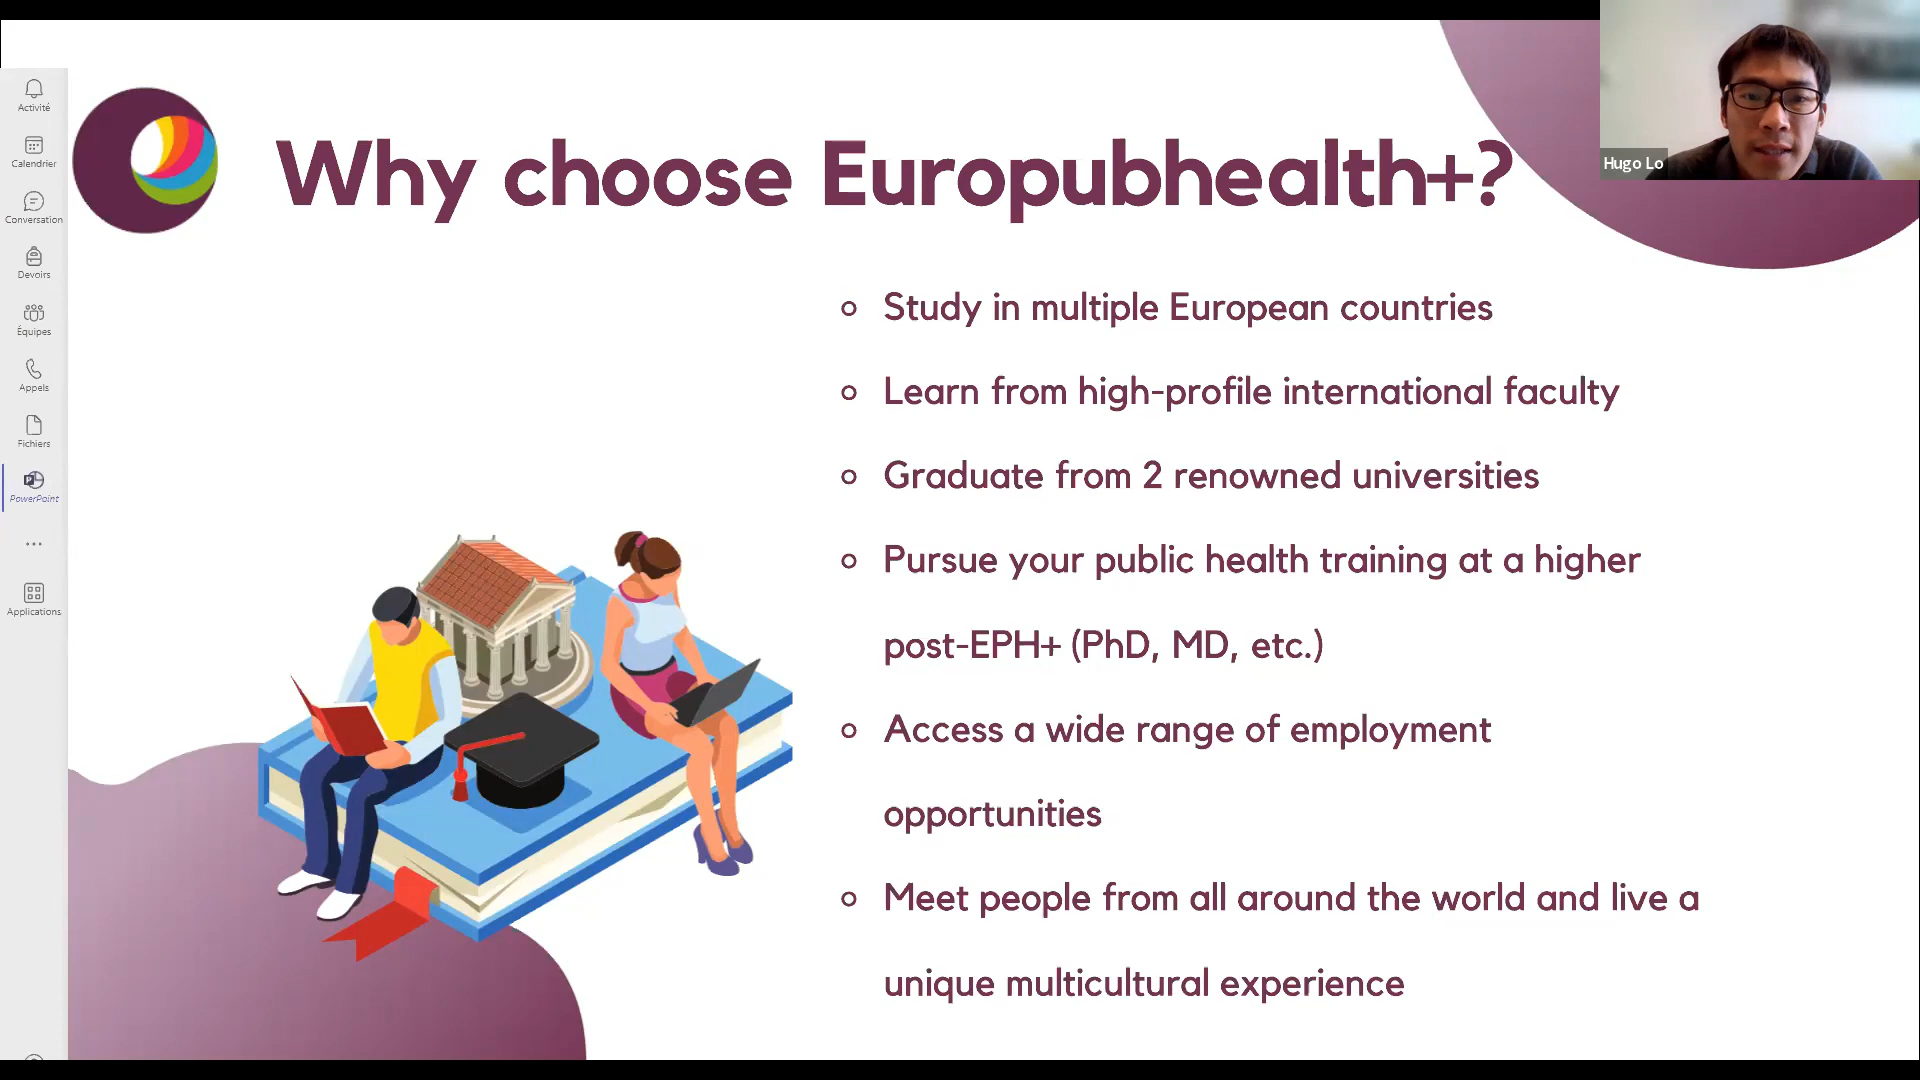 Activité
Calendrier
Conversation
Devoirs
Équipes
Appels
Fichiers
PowerPoint
...
Applications
Why choose Europubhealth+?
Hugo Lo
Study in multiple European countries
Learn from high-profile international faculty
Graduate from 2 renowned universities
Pursue your public health training at a higher
post-EPH+ (PhD, MD, etc.)
Access a wide range of employment
opportunities
Meet people from all around the world and live a
unique multicultural experience